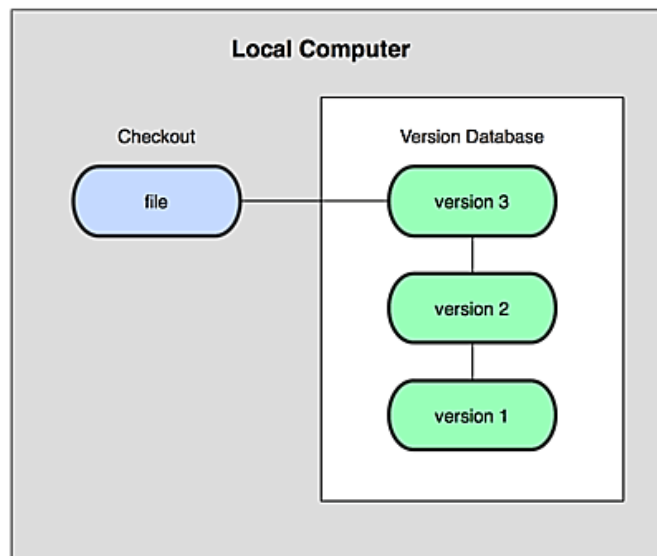 Local Computer
Checkout
Version Database
file
version 3
version 2
version 1